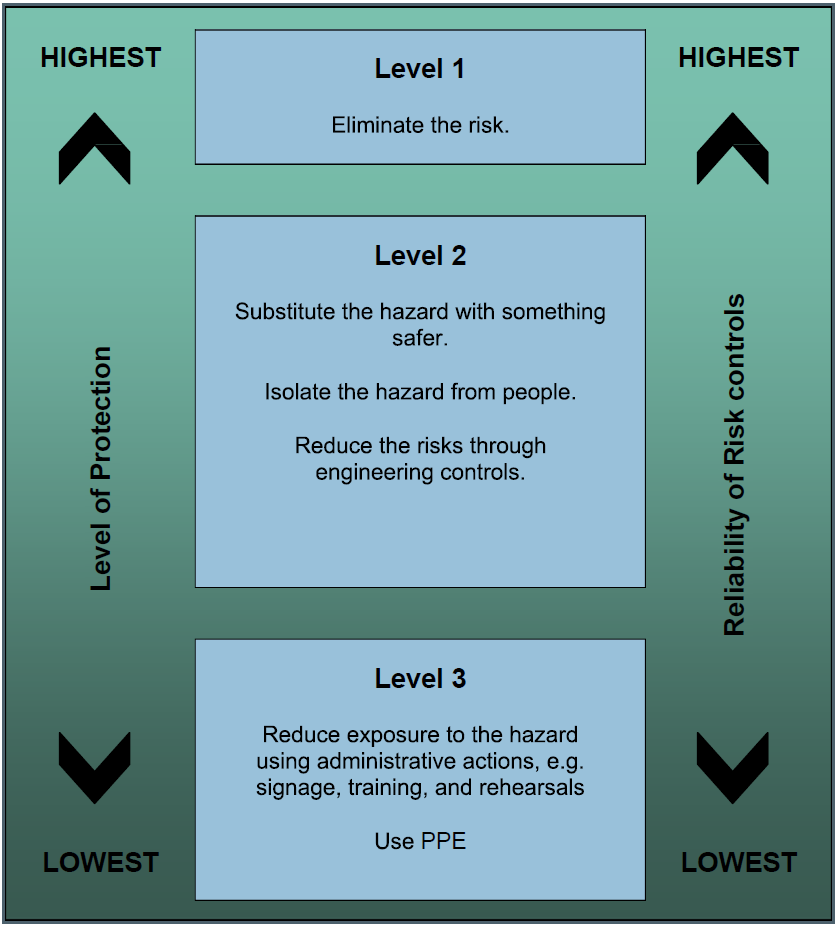 HIGHEST
HIGHEST
Level 1
Eliminate the risk.
Level 2
Substitute the hazard with something
safer.
Isolate the hazard from people.
Reduce the risks through
engineering controls.
Level of Protection
Reliability of Risk controls
Level 3
Reduce exposure to the hazard
using administrative actions, e.g.
signage, training, and rehearsals
Use PPE
LOWEST
LOWEST